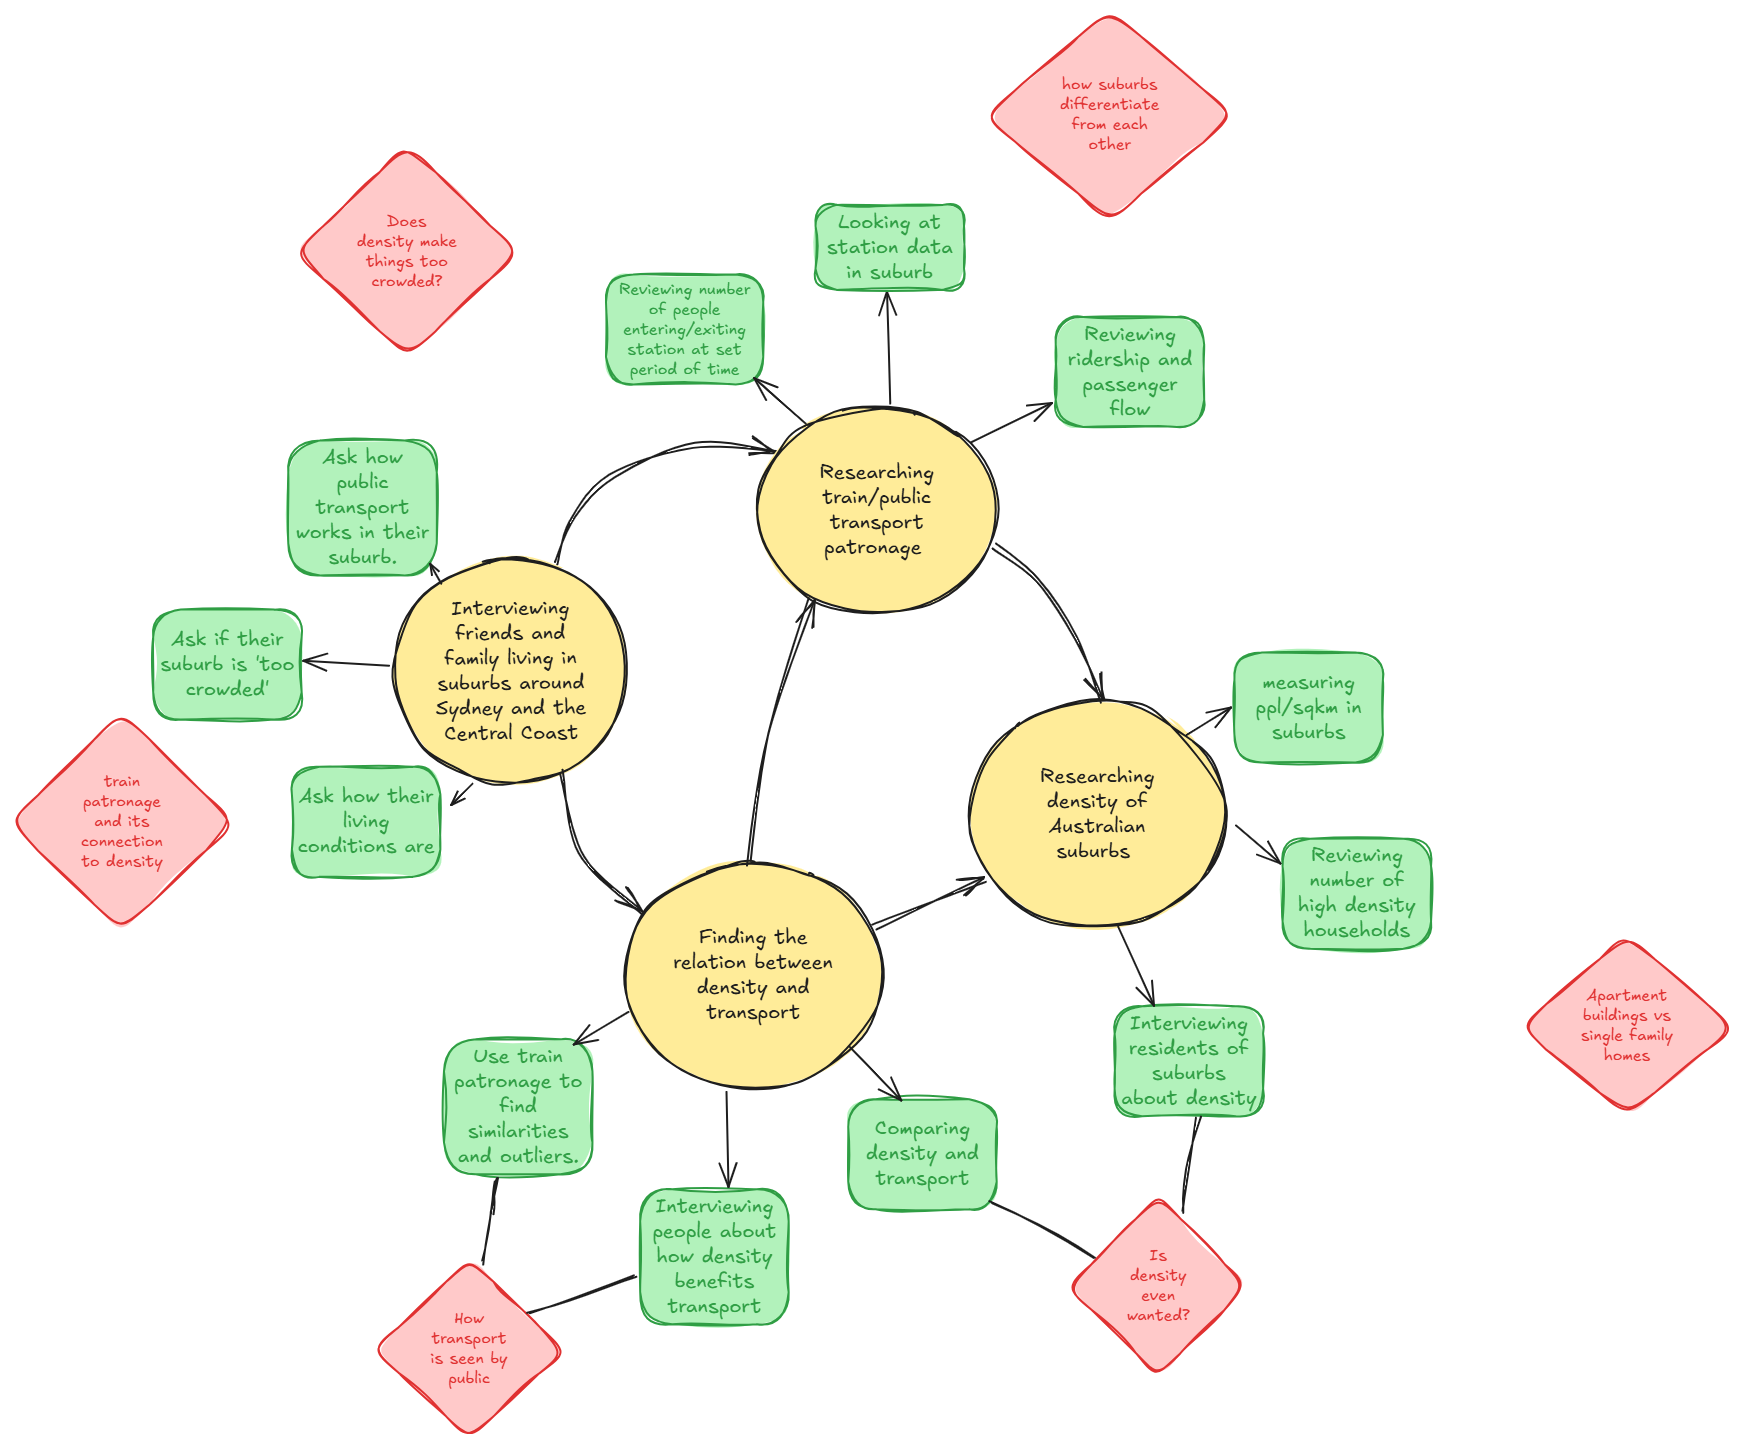 how suburbs
differentiate
from each
other
Does
density make
things too
crowded?
Looking at
station data
in suburb
Reviewing number
of people
entering/exiting
station at set
period of time
Reviewing
ridership and
passenger
flow
Ask how
public
transport
works in their
suburb.
Researching
train/public
transport
patronage
Interviewing
friends and
family living in
suburbs around
Sydney and the
Central Coast
Ask if their
suburb is 'too
crowded'
measuring
ppl/sqkm in
suburbs
train
patronage
and its
connection
to density
Ask how their
living
conditions are
Researching
density of
Australian
suburbs
Reviewing
number of
high density
households
Finding the
relation between
density and
transport
Apartment
buildings vs
single family
homes
Use train
patronage to
find
similarities
and outliers.
Interviewing
residents of
suburbs
about density
Comparing
density and
transport
Interviewing
people about
how density
benefits
transport
Is
density
even
wanted?
How
transport
is seen by
public